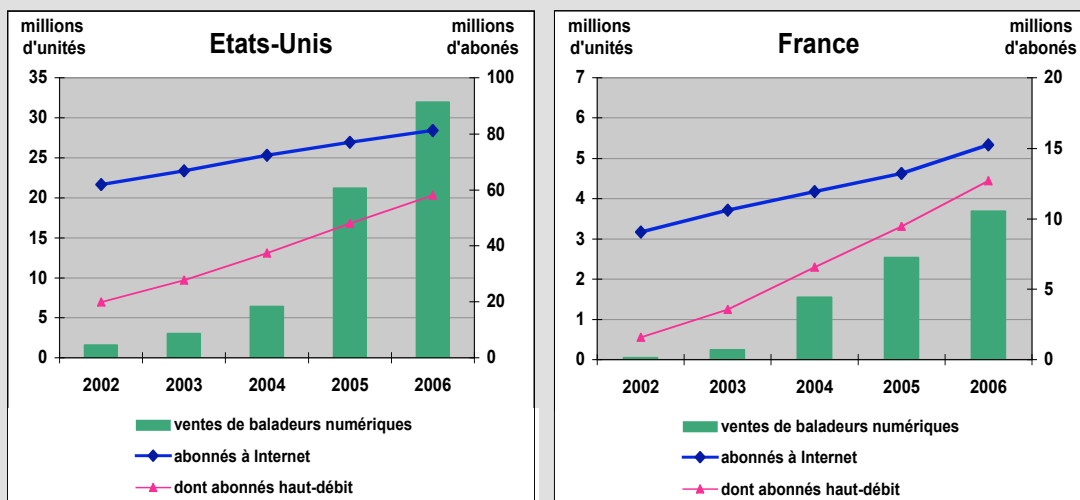 millions
d'unités
Etats-Unis
millions
d'abonés
35
30
25
20
15
10
5
0
100
80
60
40
20
0
2002 2003 2004 2005 2006
ventes de baladeurs numériques
abonnés à Internet
dont abonnés haut-débit
millions
d'unités
France
millions
d'abonés
7
6
5
4
3
2
1
0
20
15
10
5
0
2002 2003 2004 2005 2006
ventes de baladeurs numériques
abonnés à Internet
dont abonnés haut-débit